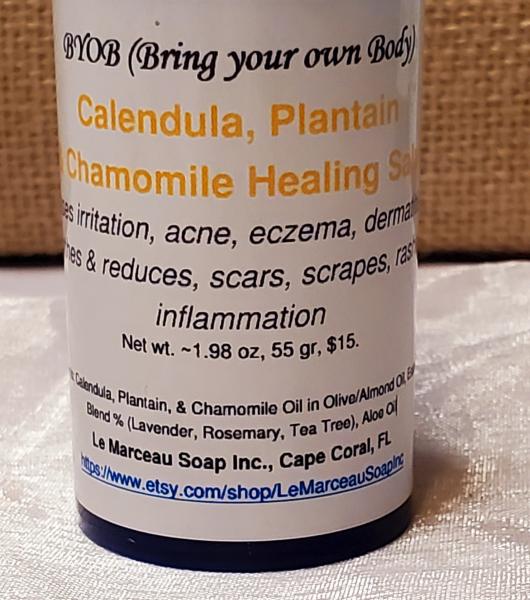 BYOB (Bring your own Body)
Calendula, Plantain
Chamomile Healing
irritation, acne, eczema,
& reduces, scars, scrapes,
inflammation
Net wt. ~1.98 oz, 55 gr, $15.
Calendula, Plantain, & Chamomile Oil in Olive/Almond Oil,
Blend % (Lavender, Rosemary, Tea Tree), Aloe Oil
Le Marceau Soap Inc., Cape Coral, FL
https://www.etsy.com/shop/LeMarceauSoapInc